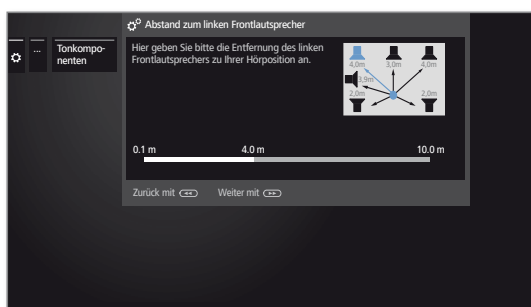 Abstand zum linken Frontlautsprecher
...
Tonkompo-
nenten
Hier geben Sie bitte die Entfernung des linken
Frontlautsprechers zu Ihrer Hörposition an.
4,0m 3,0m 4,0m
3,9m
2,0m 2,0m
0.1 m 4.0 m 10.0 m
Zurück mit Weiter mit